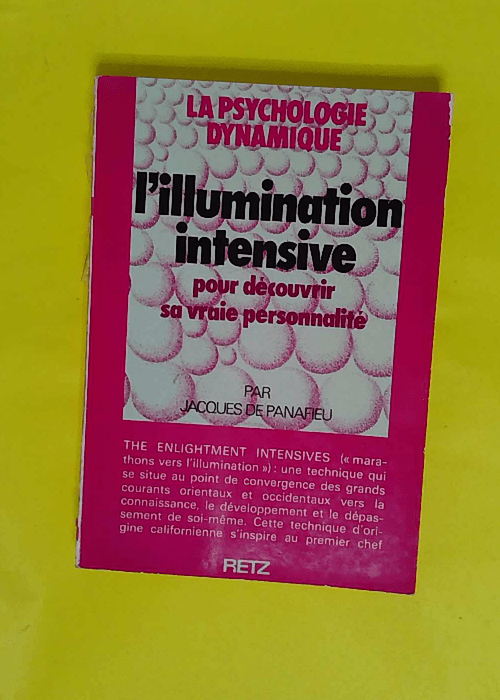 LA PSYCHOLOGIE
DYNAMIQUE
l'illumination
intensive
pour découvrir
sa vraie personnalité
PAR
JACQUES DE PANAFIEU
THE ENLIGHTMENT INTENSIVES (« mara-
thons vers l'illumination ») : une technique qui
se situe au point de convergence des grands
courants orientaux et occidentaux vers la
connaissance, le développement et le dépas-
sement de soi-même. Cette technique d'ori-
gine californienne s'inspire au premier chef
RETZ